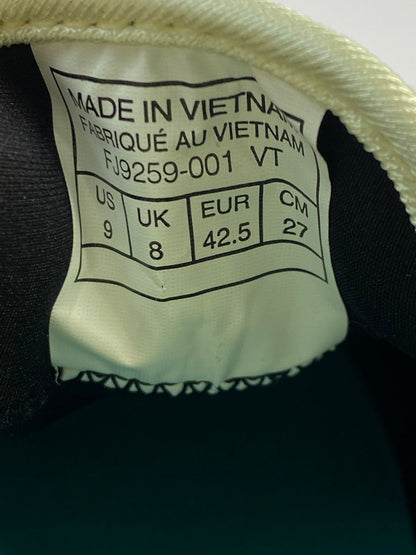 MADE IN VIETNAM
FABRIQUÉ AU VIETNAM
FJ9259-001 VT
US UK EUR CM
9 8 42.5 27